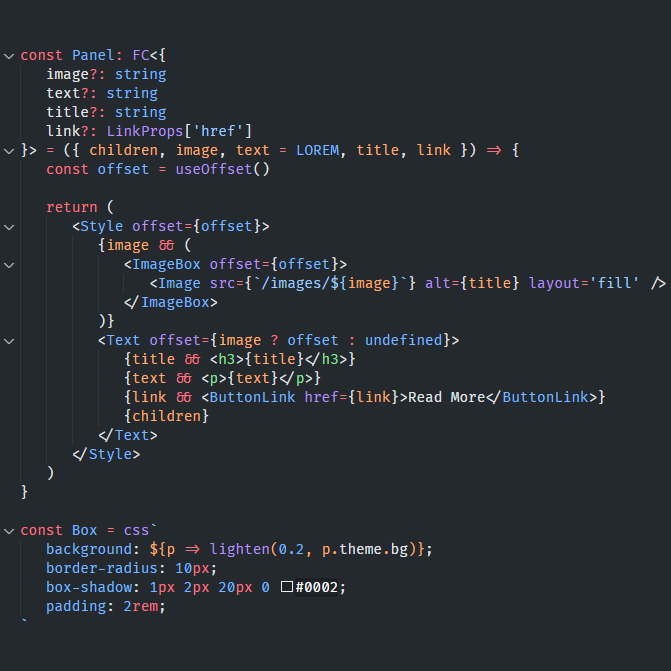 const Panel: FC<{
image?: string
text?: string
title?: string
link?: LinkProps['href']
}> = ({ children, image, text = LOREM, title, link }) => {
const offset = useOffset()
return (
<Style offset={offset}>
{image && (
<ImageBox offset={offset}>
<Image src={`/images/${image}`} alt={title} layout='fill' />
</ImageBox>
)}
<Text offset={image ? offset : undefined}>
{title && <h3>{title}</h3>}
{text && <p>{text}</p>}
{link && <ButtonLink href={link}>Read More</ButtonLink>}
{children}
</Text>
</Style>
)
}
const Box = css`
background: ${p => lighten(0.2, p.theme.bg)};
border-radius: 10px;
box-shadow: 1px 2px 20px 0 #0002;
padding: 2rem;
`